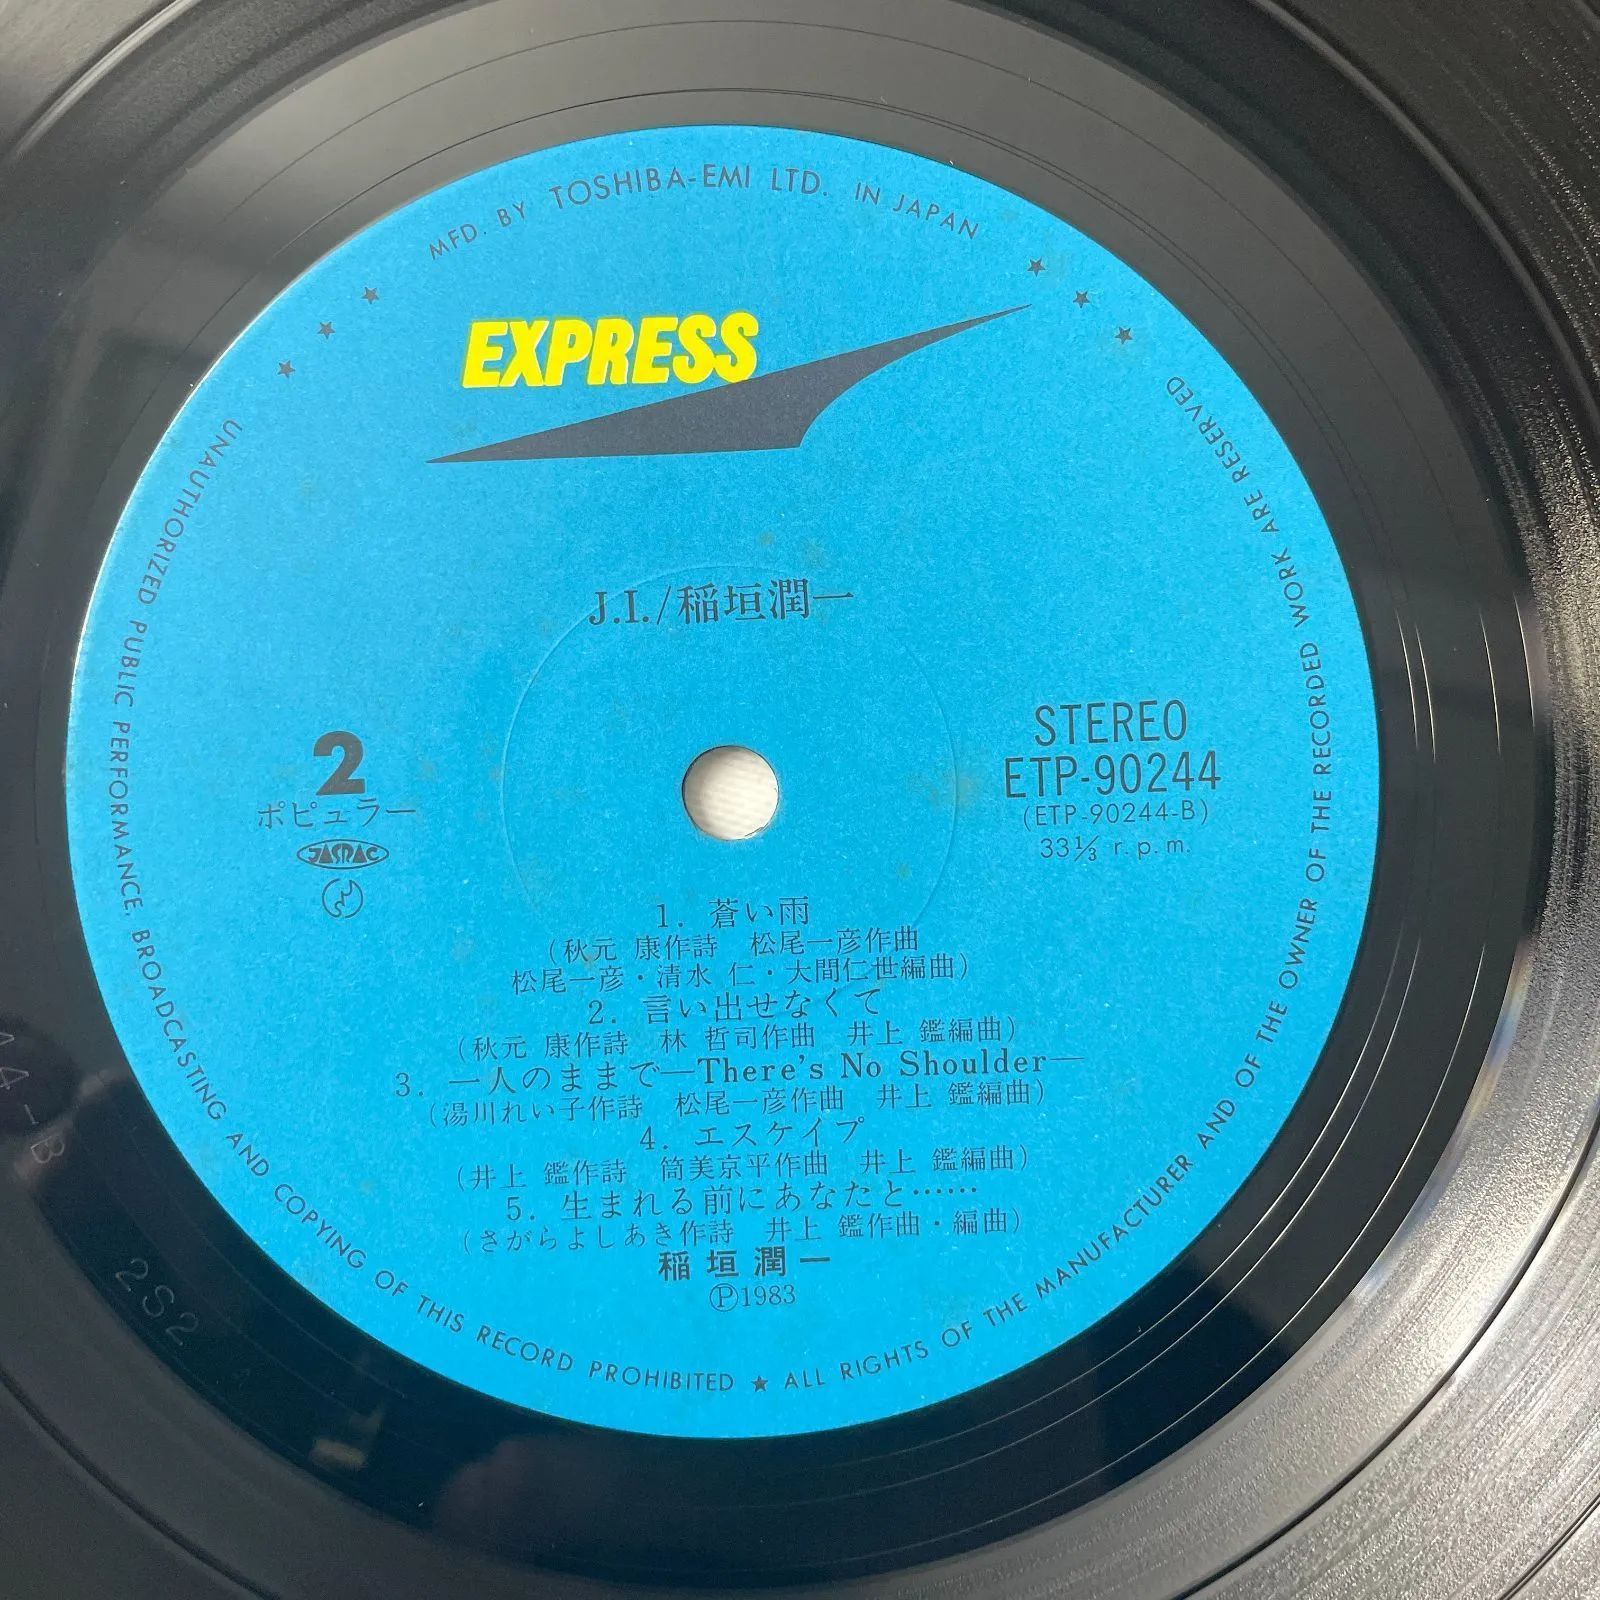 MFD. BY TOSHIBA-EMI LTD. IN JAPAN
EXPRESS
J.I./稲垣潤一
2
ポピュラー
JASRAC
STEREO
ETP-90244
(ETP-90244-B)
33⅓ r.p.m.
1. 蒼い雨
(秋元 康作詩 松尾一彦作曲
松尾一彦・清水 仁・大間仁世編曲)
2. 言い出せなくて
(秋元 康作詩 林 哲司作曲 井上 鑑編曲)
3. 一人のままで—There's No Shoulder—
(湯川れい子作詩 松尾一彦作曲 井上 鑑編曲)
4. エスケイプ
(井上 鑑作詩 筒美京平作曲 井上 鑑編曲)
5. 生まれる前にあなたと……
(さがらよしあき作詩 井上 鑑作曲・編曲)
稲垣潤一
Ⓟ1983
UNAUTHORIZED PUBLIC PERFORMANCE, BROADCASTING AND COPYING OF THIS RECORD PROHIBITED ★ ALL RIGHTS OF THE MANUFACTURER AND OF THE OWNER OF THE RECORDED WORK ARE RESERVED
44-B
2S2